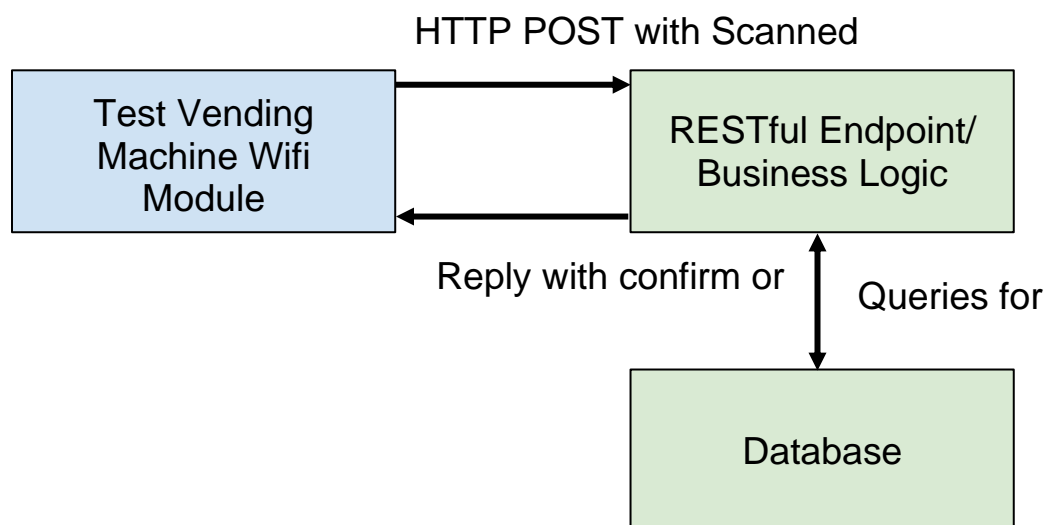 HTTP POST with Scanned
Test Vending
Machine Wifi
Module
RESTful Endpoint/
Business Logic
Reply with confirm or
Queries for
Database